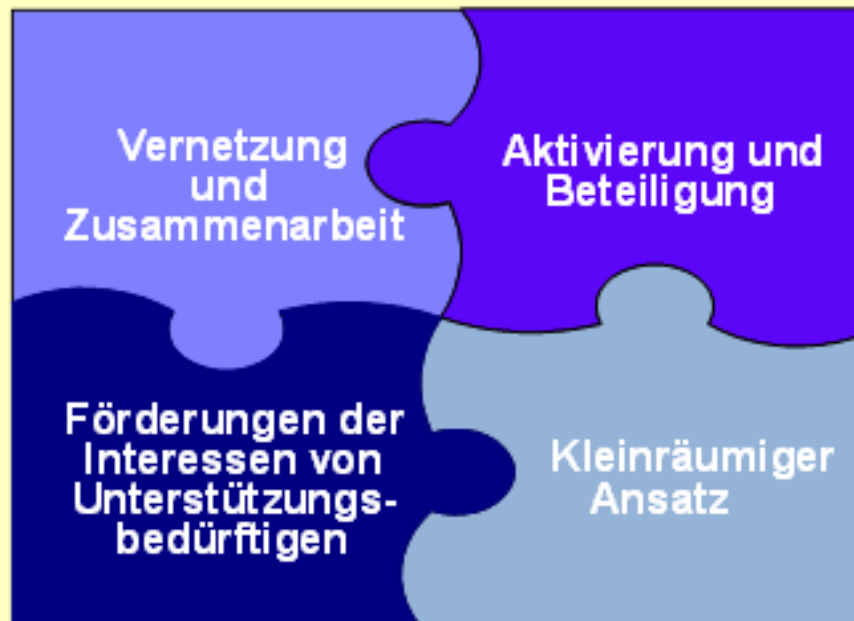 Vernetzung
und
Zusammenarbeit
Aktivierung und
Beteiligung
Förderungen der
Interessen von
Unterstützungs-
bedürftigen
Kleinräumiger
Ansatz